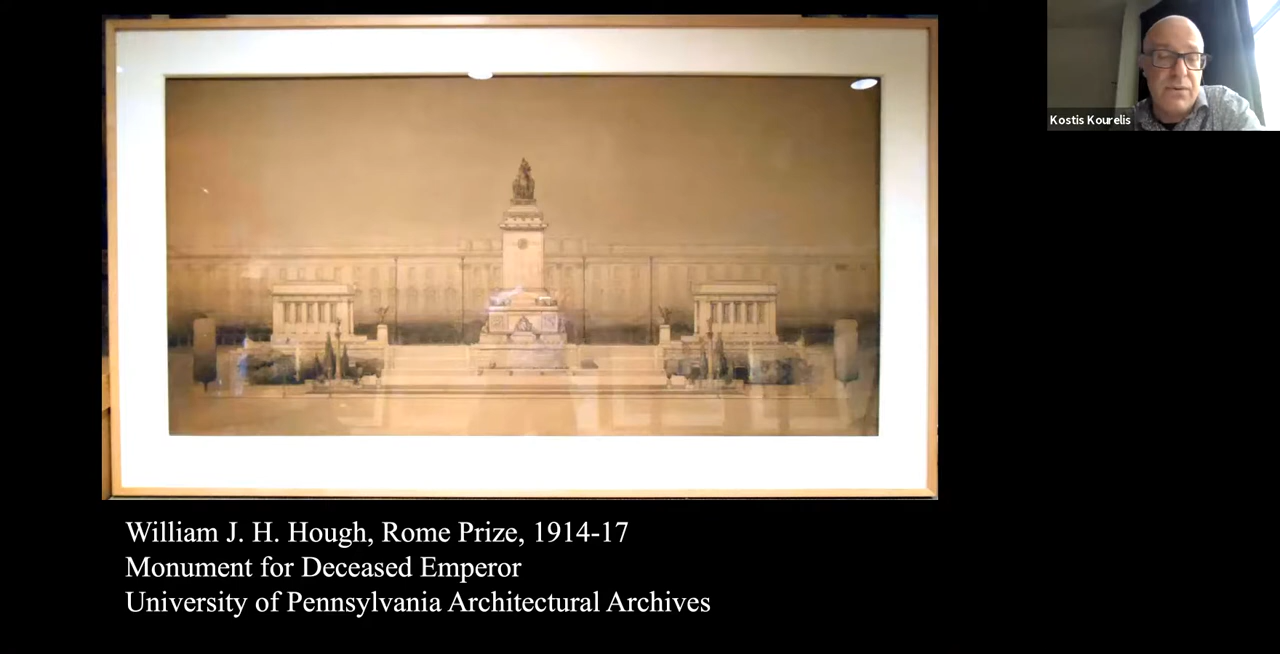 Kostis Kourelis
William J. H. Hough, Rome Prize, 1914-17
Monument for Deceased Emperor
University of Pennsylvania Architectural Archives